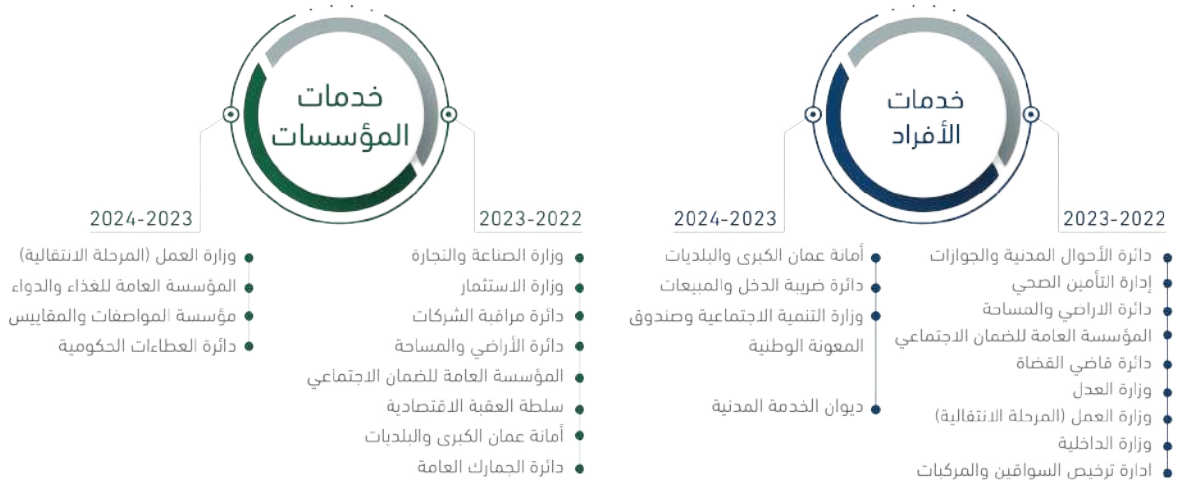 خدمات
الأفراد
2023-2022
دائرة الأحوال المدنية والجوازات
إدارة التأمين الصحي
دائرة الاراضي والمساحة
المؤسسة العامة للضمان الاجتماعي
دائرة قاضي القضاة
وزارة العدل
وزارة العمل (المرحلة الانتقالية)
وزارة الداخلية
ادارة ترخيص السواقين والمركبات
2024-2023
أمانة عمان الكبرى والبلديات
دائرة ضريبة الدخل والمبيعات
وزارة التنمية الاجتماعية وصندوق
المعونة الوطنية
ديوان الخدمة المدنية
خدمات
المؤسسات
2023-2022
وزارة الصناعة والتجارة
وزارة الاستثمار
دائرة مراقبة الشركات
دائرة الأراضي والمساحة
المؤسسة العامة للضمان الاجتماعي
سلطة العقبة الاقتصادية
أمانة عمان الكبرى والبلديات
دائرة الجمارك العامة
2024-2023
وزارة العمل (المرحلة الانتقالية)
المؤسسة العامة للغذاء والدواء
مؤسسة المواصفات والمقاييس
دائرة العطاءات الحكومية